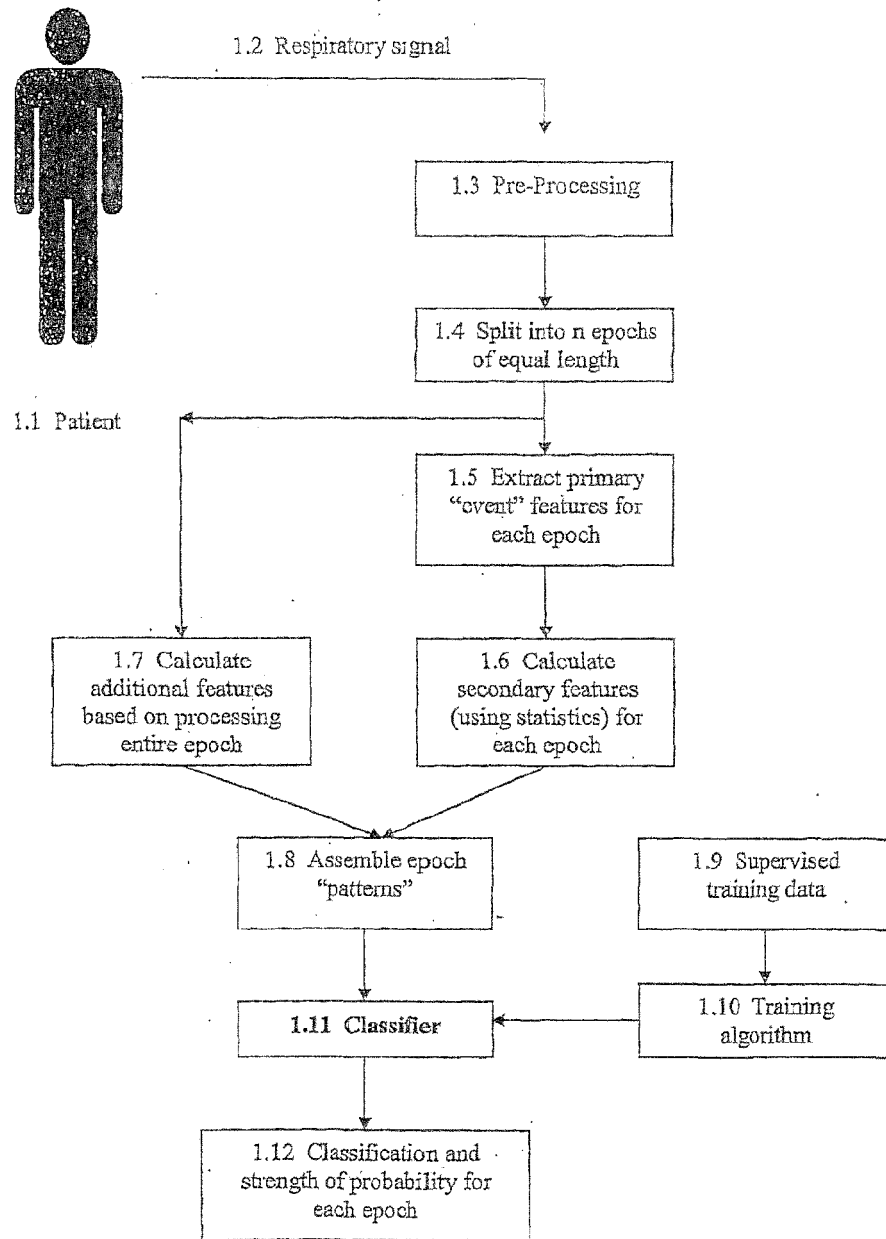 1.2 Respiratory signal
1.3 Pre-Processing
1.4 Split into n epochs
of equal length
1.1 Patient
1.5 Extract primary
“event” features for
each epoch
1.7 Calculate
additional features
based on processing
entire epoch
1.6 Calculate
secondary features
(using statistics) for
each epoch
1.8 Assemble epoch
“patterns”
1.9 Supervised
training data
1.11 Classifier
1.10 Training
algorithm
1.12 Classification and
strength of probability for
each epoch